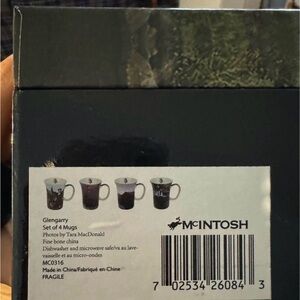 Glengarry
Set of 4 Mugs
Photos by Tara MacDonald
Fine bone china
Dishwasher and microwave safe/va au lave-
vaisselle et au micro-ondes
MC0316
Made in China/Fabriqué en Chine
FRAGILE
McINTOSH
7 02534 26084 3